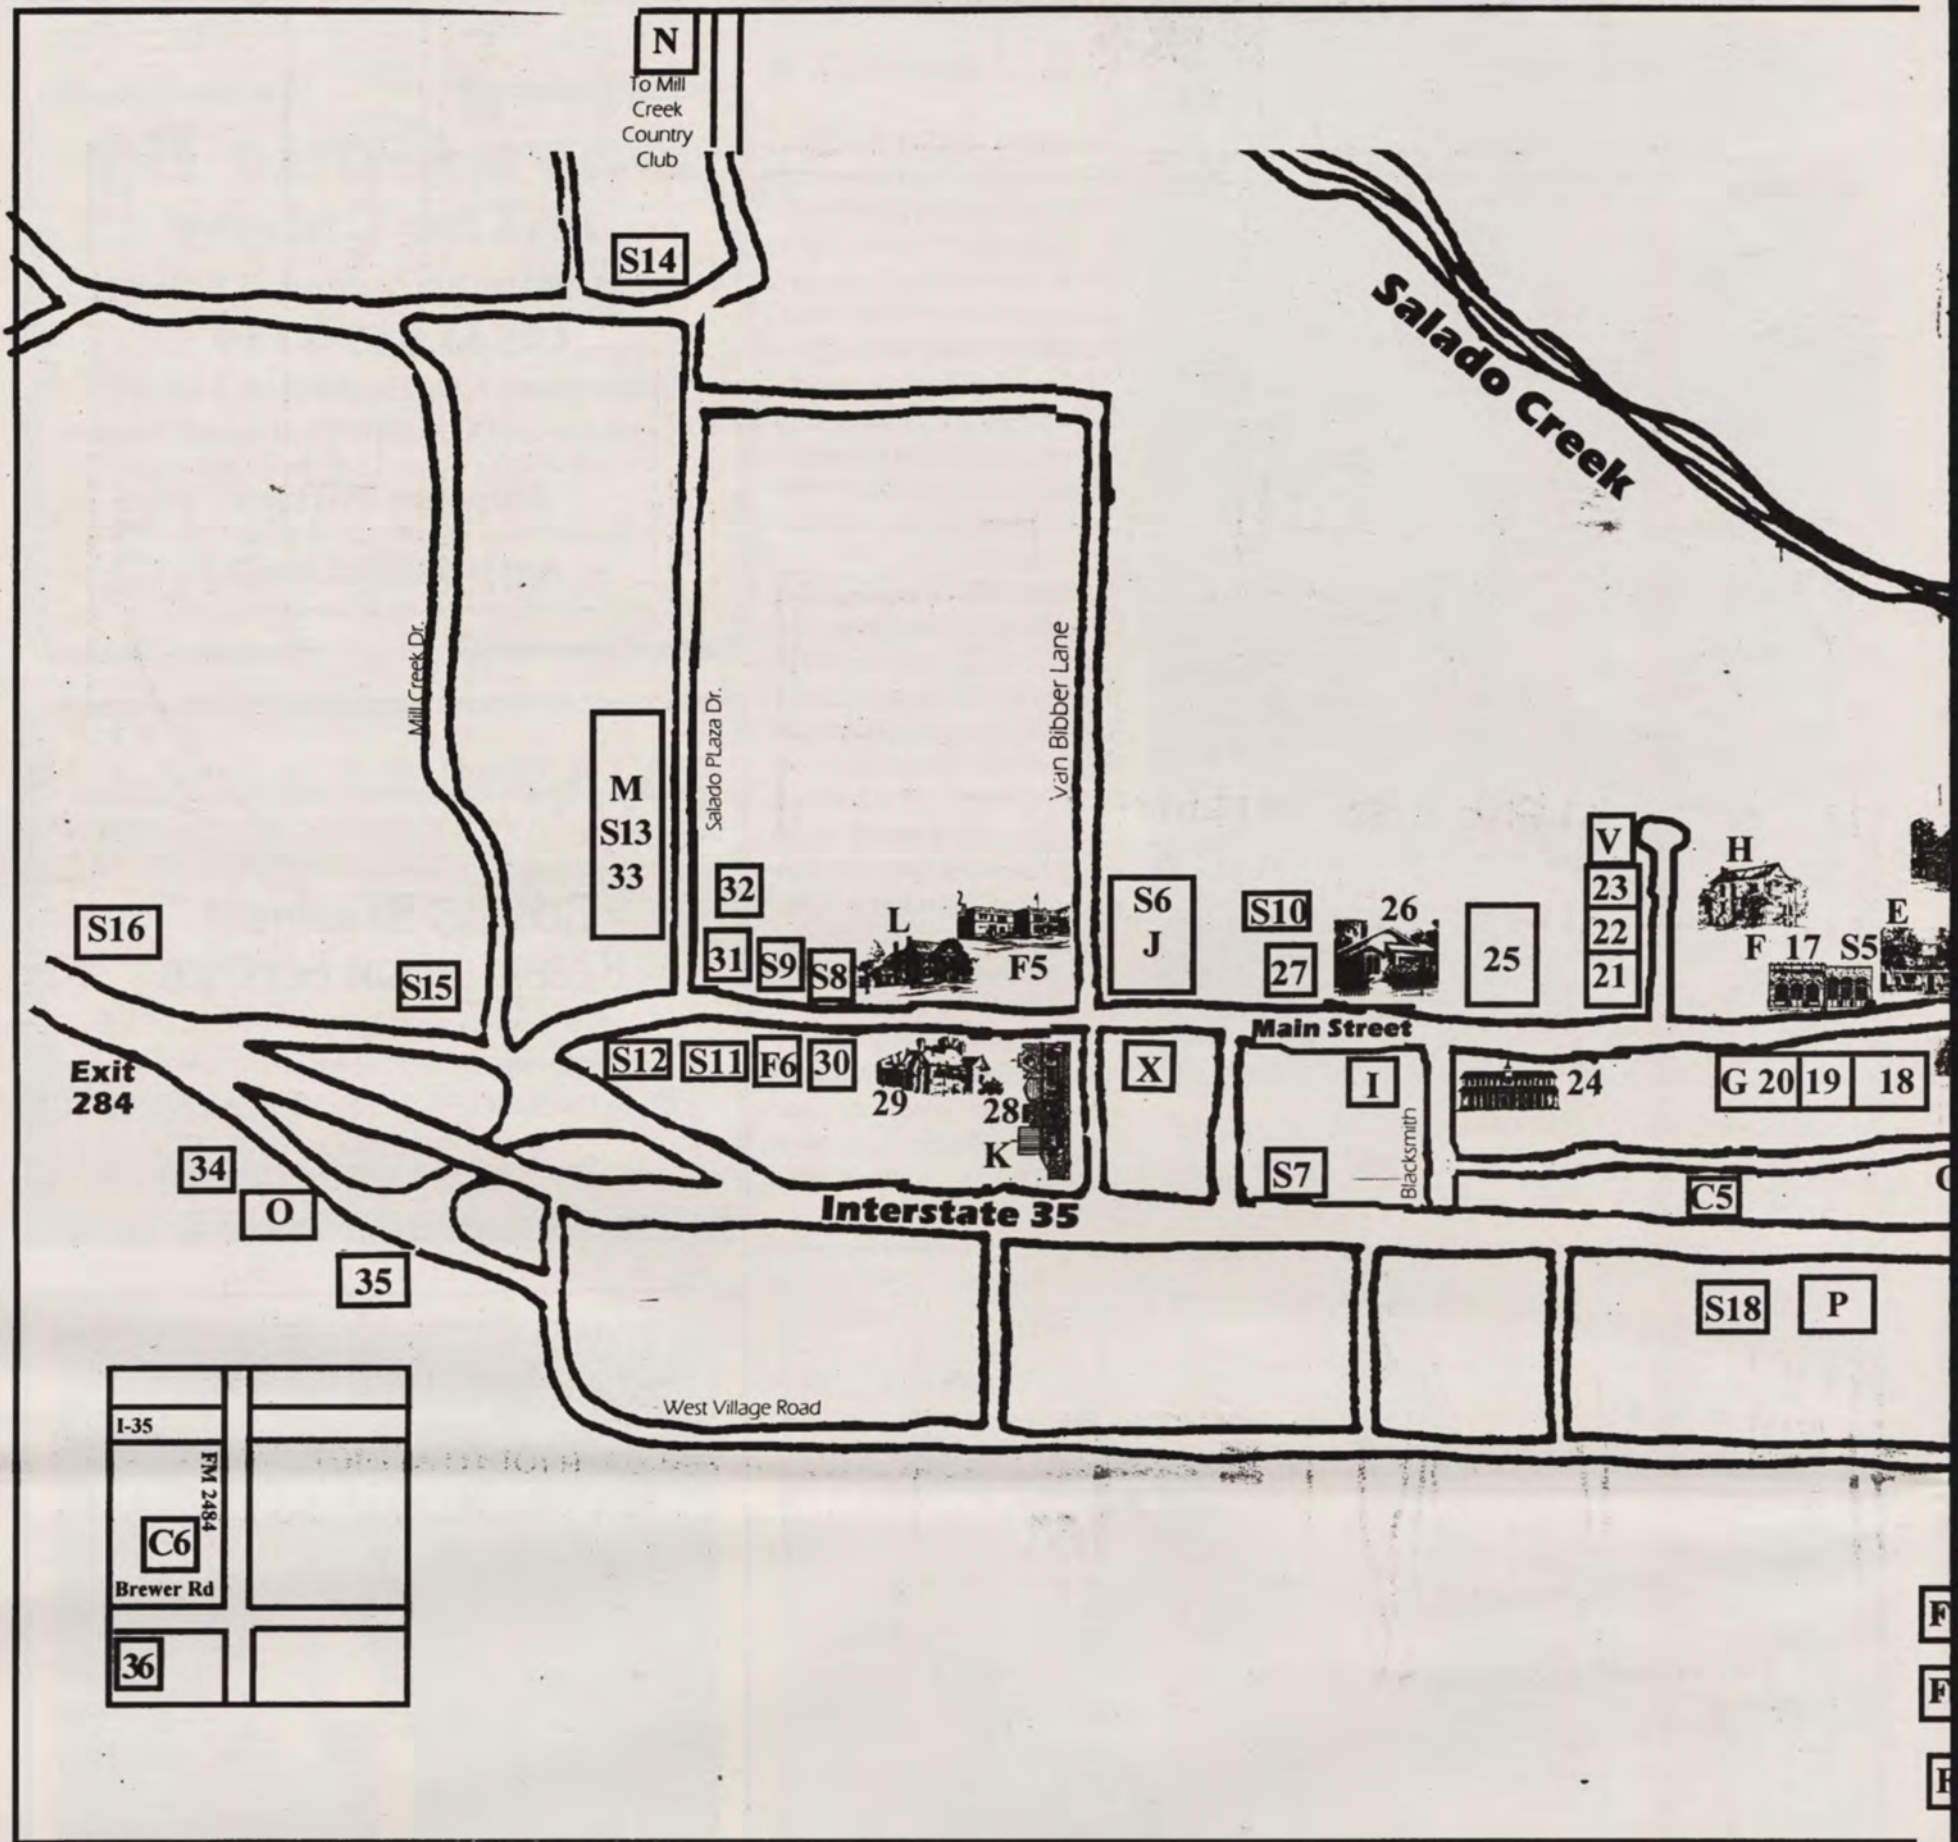 N
To Mill
Creek
Country
Club
S14
Salado Creek
Mill Creek Dr.
Salado PLaza Dr.
Van Bibber Lane
M
S13
33
32
31
S9
S8
L
F5
S6
J
S10
27
26
25
V
23
22
21
H
F 17 S5
E
S16
S15
Main Street
Exit
284
S12
S11
F6
30
29
28
K
X
I
S7
Blacksmith
24
G 20
19
18
C5
34
O
35
Interstate 35
S18
P
West Village Road
I-35
FM 2484
C6
Brewer Rd
36